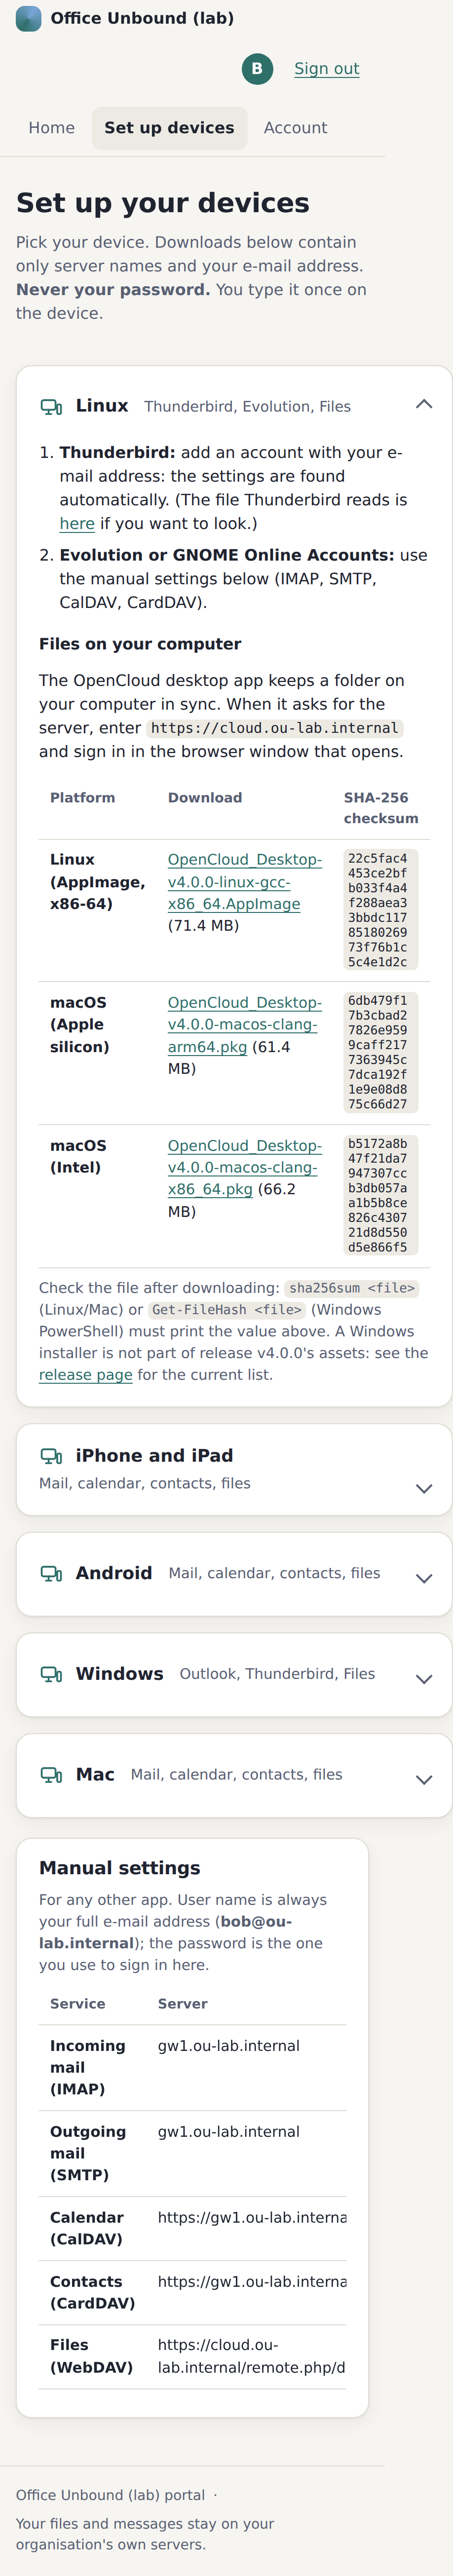 Office Unbound (lab)
B Sign out
Home Set up devices Account
Set up your devices
Pick your device. Downloads below contain
only server names and your e-mail address.
Never your password. You type it once on
the device.
Linux Thunderbird, Evolution, Files
1. Thunderbird: add an account with your e-
mail address: the settings are found
automatically. (The file Thunderbird reads is
here if you want to look.)
2. Evolution or GNOME Online Accounts: use
the manual settings below (IMAP, SMTP,
CalDAV, CardDAV).
Files on your computer
The OpenCloud desktop app keeps a folder on
your computer in sync. When it asks for the
server, enter https://cloud.ou-lab.internal
and sign in in the browser window that opens.
Platform Download SHA-256
checksum
Linux
(AppImage,
x86-64)
OpenCloud_Desktop-
v4.0.0-linux-gcc-
x86_64.AppImage
(71.4 MB)
22c5fac4
453ce2bf
b033f4a4
f288aea3
3bbdc117
85180269
73f76b1c
5c4e1d2c
macOS
(Apple
silicon)
OpenCloud_Desktop-
v4.0.0-macos-clang-
arm64.pkg (61.4
MB)
6db479f1
7b3cbad2
7826e959
9caff217
7363945c
7dca192f
1e9e08d8
75c66d27
macOS
(Intel)
OpenCloud_Desktop-
v4.0.0-macos-clang-
x86_64.pkg (66.2
MB)
b5172a8b
47f21da7
947307cc
b3db057a
a1b5b8ce
826c4307
21d8d550
d5e866f5
Check the file after downloading: sha256sum <file>
(Linux/Mac) or Get-FileHash <file> (Windows
PowerShell) must print the value above. A Windows
installer is not part of release v4.0.0's assets: see the
release page for the current list.
iPhone and iPad
Mail, calendar, contacts, files
Android Mail, calendar, contacts, files
Windows Outlook, Thunderbird, Files
Mac Mail, calendar, contacts, files
Manual settings
For any other app. User name is always
your full e-mail address (bob@ou-
lab.internal); the password is the one
you use to sign in here.
Service Server
Incoming
mail
(IMAP)
gw1.ou-lab.internal
Outgoing
mail
(SMTP)
gw1.ou-lab.internal
Calendar
(CalDAV)
https://gw1.ou-lab.interna
Contacts
(CardDAV)
https://gw1.ou-lab.interna
Files
(WebDAV)
https://cloud.ou-
lab.internal/remote.php/d
Office Unbound (lab) portal ·
Your files and messages stay on your
organisation's own servers.